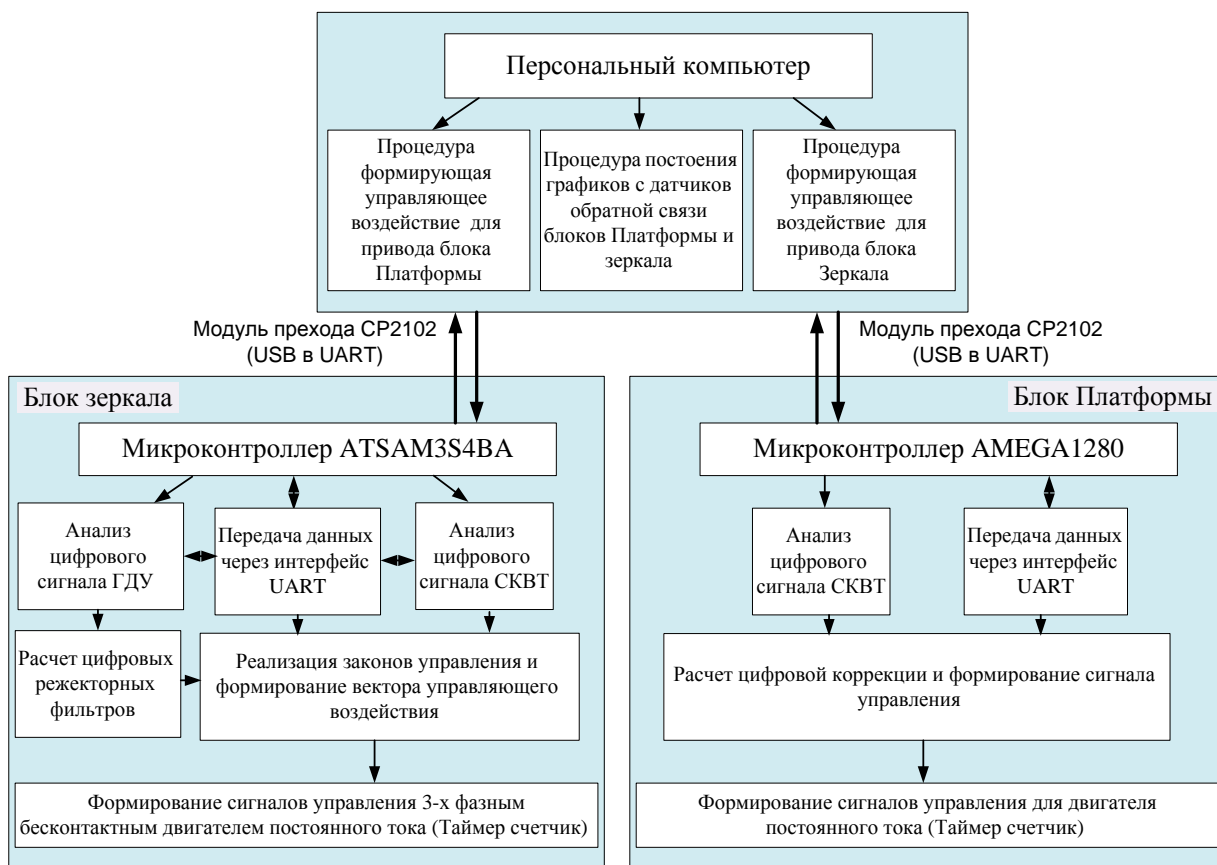 Персональный компьютер
Процедура
формирующая
управляющее
воздействие для
привода блока
Платформы
Процедура постоения
графиков с датчиков
обратной связи
блоков Платформы и
зеркала
Процедура
формирующая
управляющее
воздействие для
привода блока
Зеркала
Модуль прехода CP2102
(USB в UART)
Модуль прехода CP2102
(USB в UART)
Блок зеркала
Микроконтроллер ATSAM3S4BA
Анализ
цифрового
сигнала ГДУ
Передача данных
через интерфейс
UART
Анализ
цифрового
сигнала СКВТ
Расчет цифровых
режекторных
фильтров
Реализация законов управления и
формирование вектора управляющего
воздействия
Формирование сигналов управления 3-х фазным
бесконтактным двигателем постоянного тока (Таймер счетчик)
Блок Платформы
Микроконтроллер AMEGA1280
Анализ
цифрового
сигнала СКВТ
Передача данных
через интерфейс
UART
Расчет цифровой коррекции и формирование сигнала
управления
Формирование сигналов управления для двигателя
постоянного тока (Таймер счетчик)